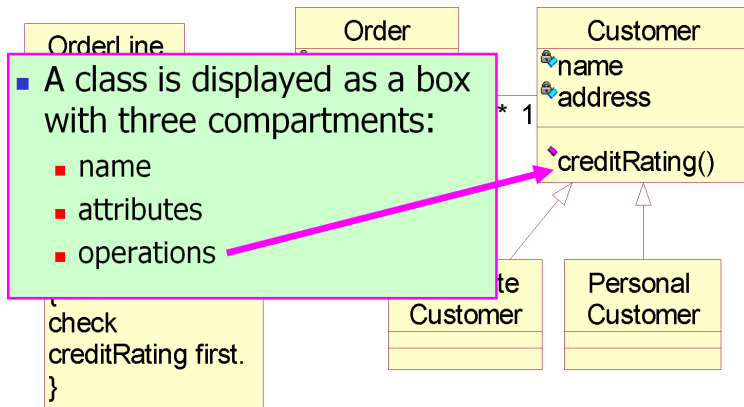 OrderLine
Order
Customer
name
address
* 1
creditRating()
A class is displayed as a box
with three compartments:
name
attributes
operations
{
check
creditRating first.
}
te
Customer
Personal
Customer